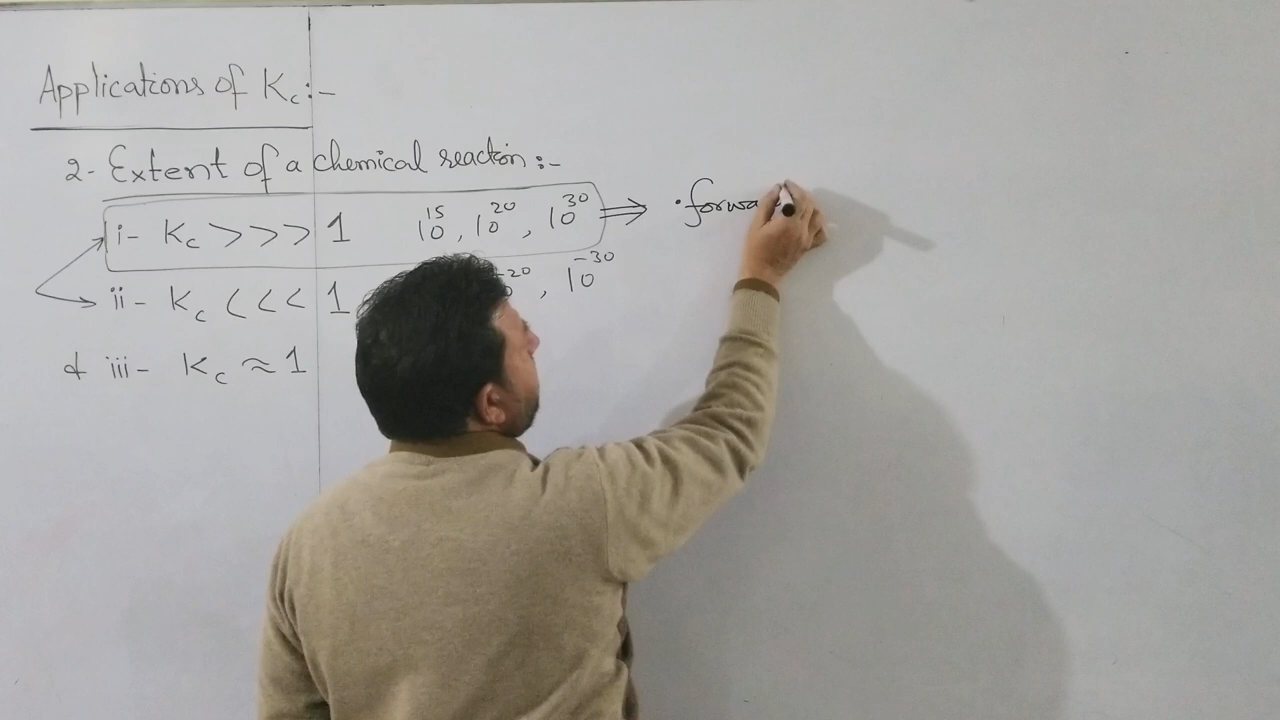 Applications of Kc:-
2- Extent of a chemical reaction:-
i- Kc >>> 1 10^15, 10^20, 10^30 ⇒ • forwa
ii- Kc <<< 1 ^-20, 10^-30
& iii- Kc ≈ 1